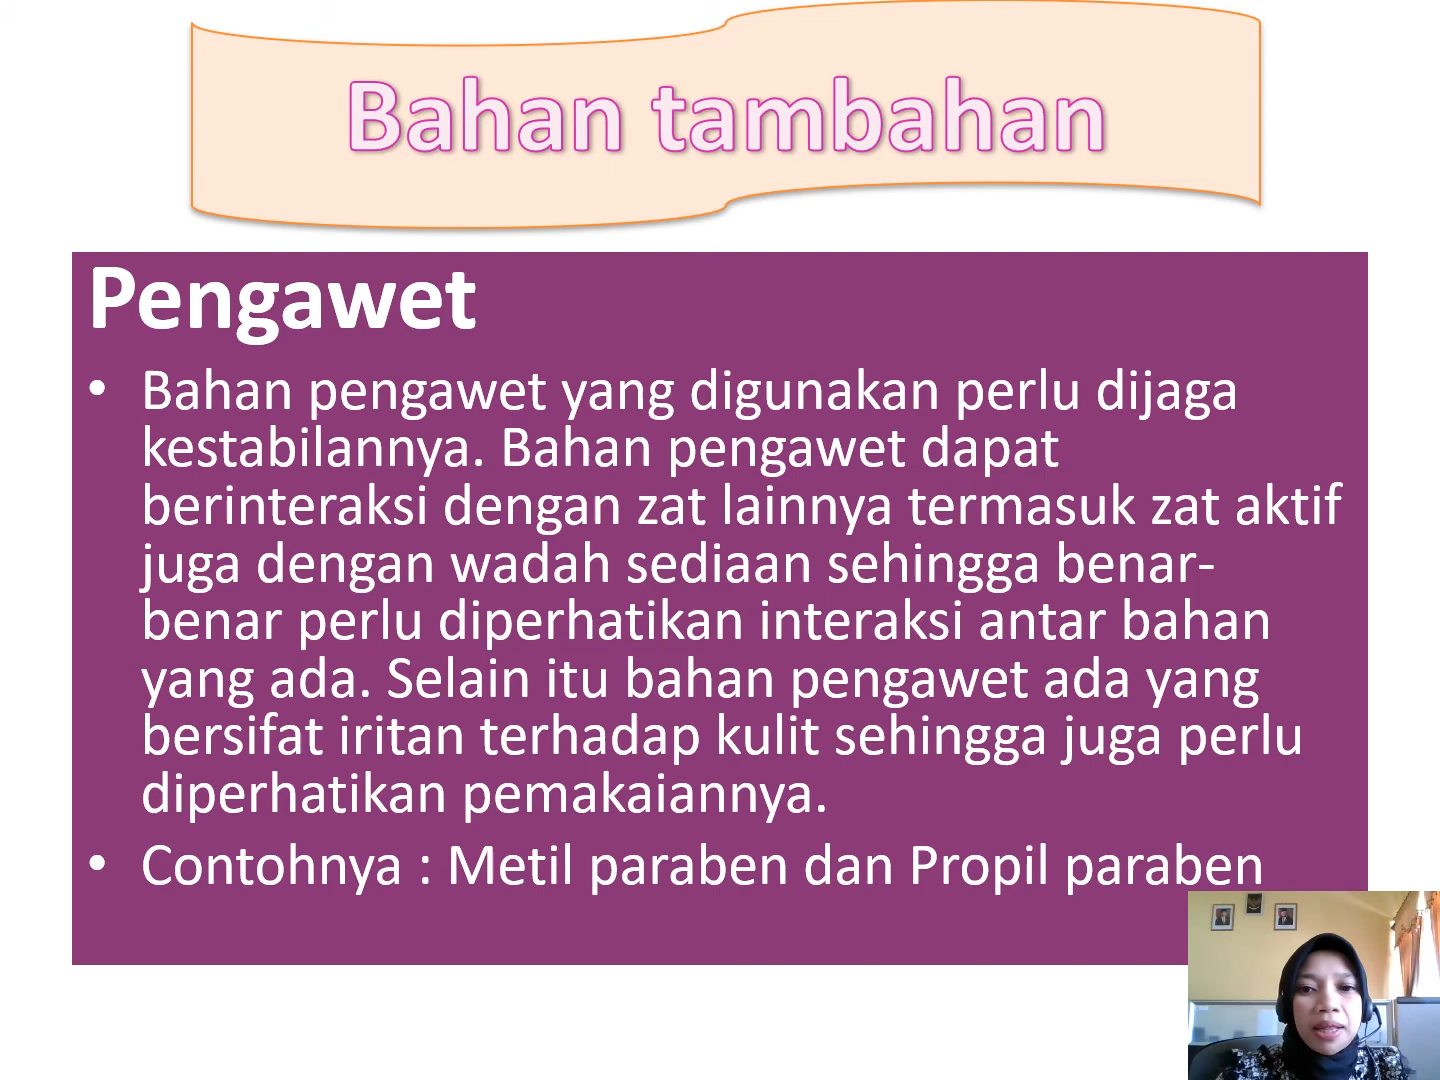 Bahan tambahan
Pengawet
• Bahan pengawet yang digunakan perlu dijaga
kestabilannya. Bahan pengawet dapat
berinteraksi dengan zat lainnya termasuk zat aktif
juga dengan wadah sediaan sehingga benar-
benar perlu diperhatikan interaksi antar bahan
yang ada. Selain itu bahan pengawet ada yang
bersifat iritan terhadap kulit sehingga juga perlu
diperhatikan pemakaiannya.
• Contohnya : Metil paraben dan Propil paraben